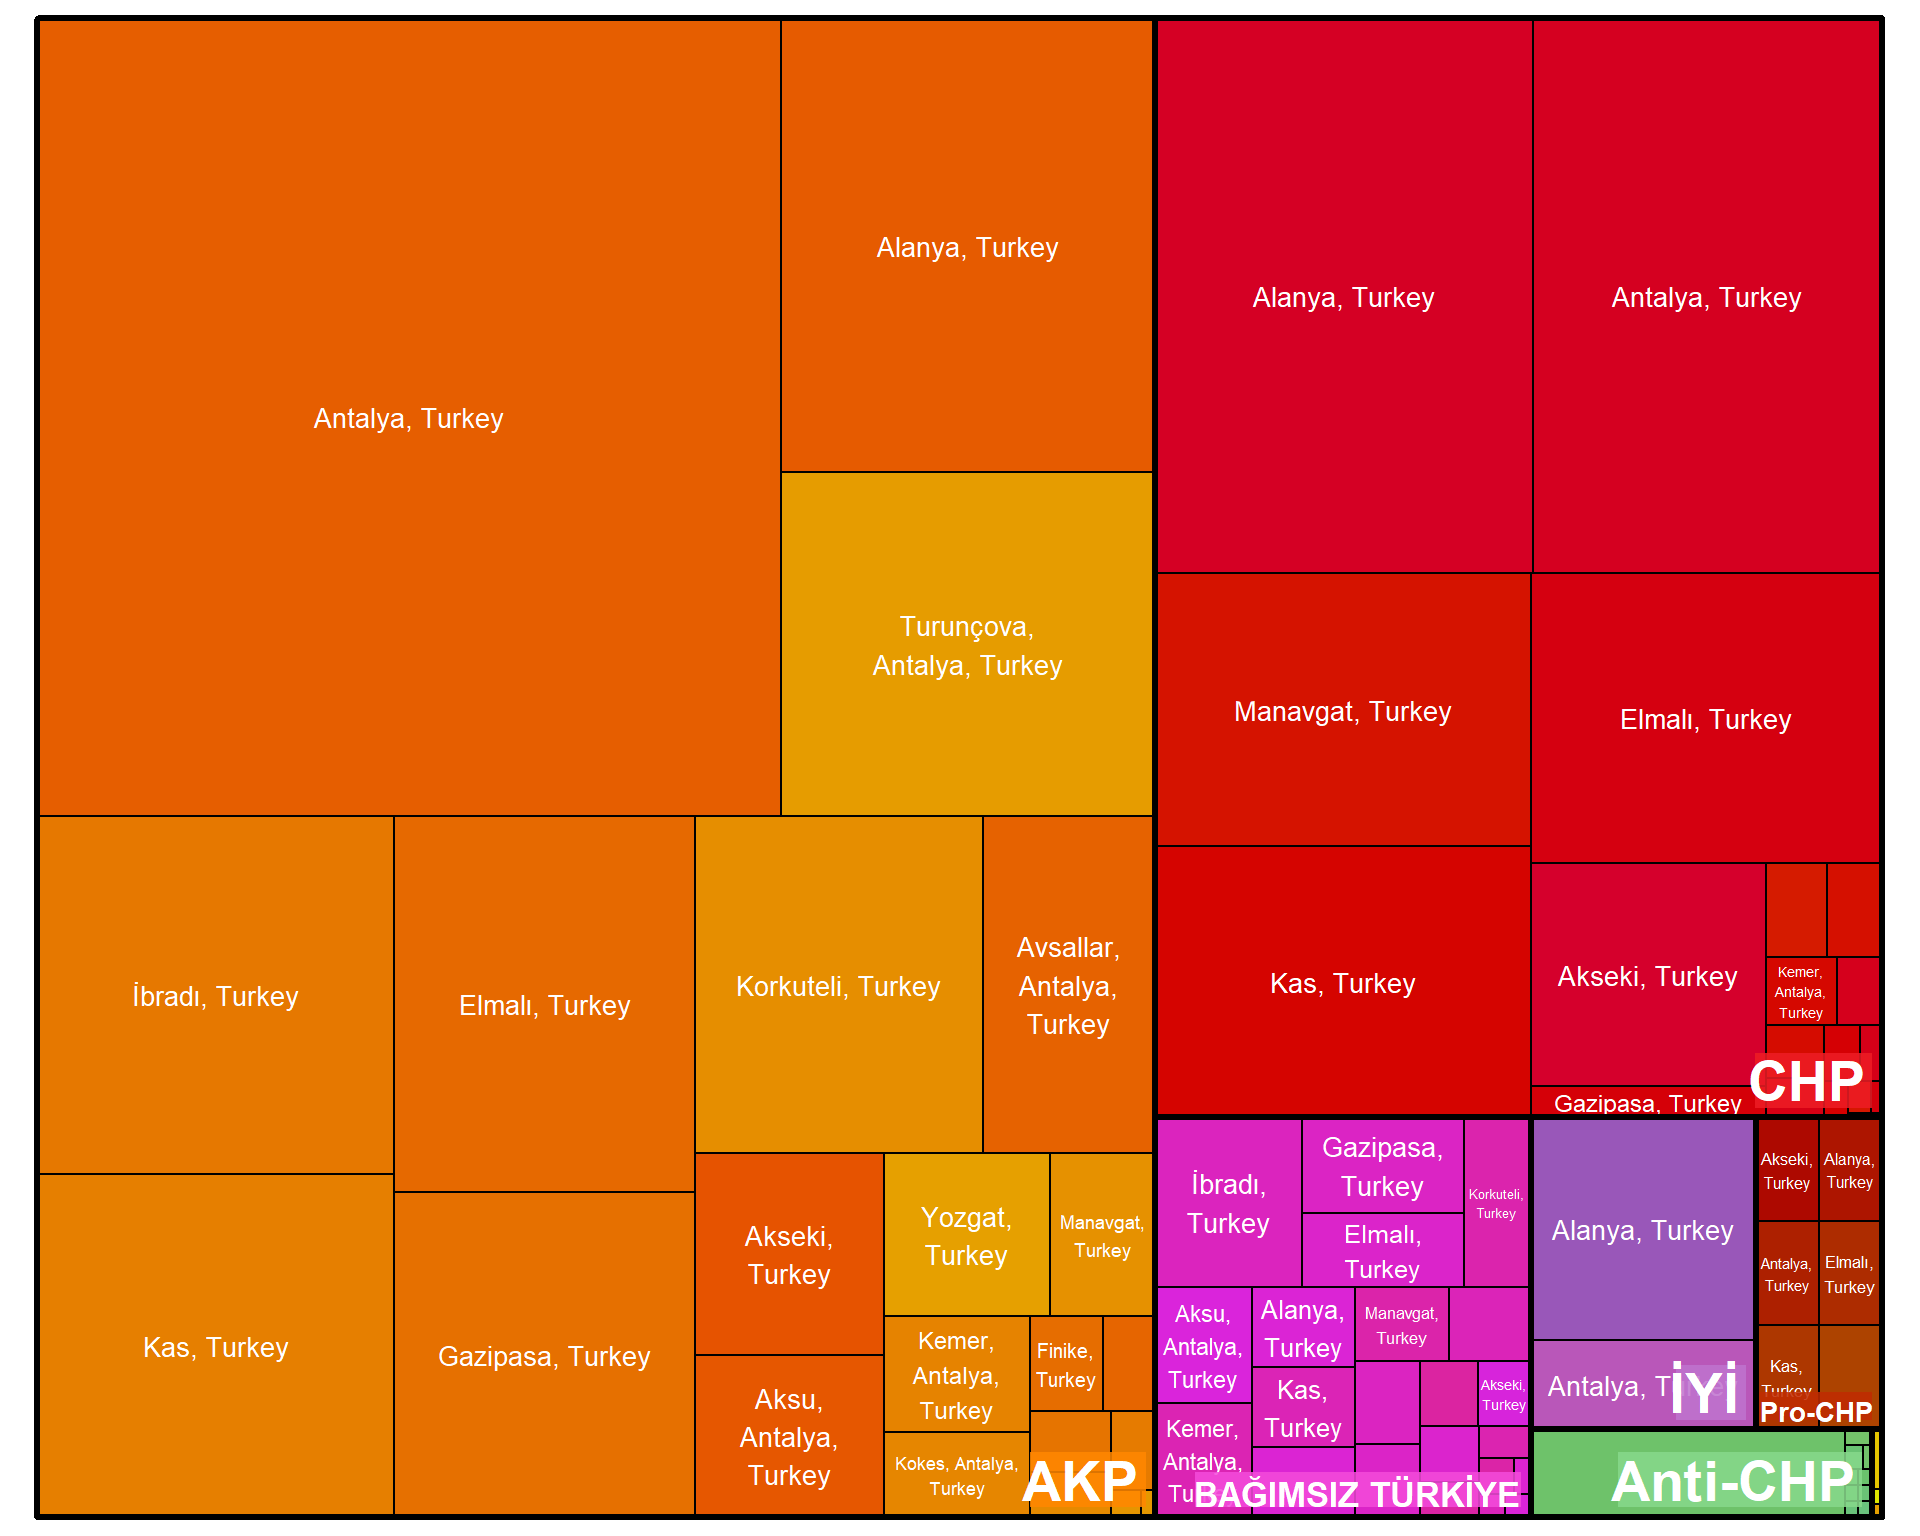 Antalya, Turkey
Alanya, Turkey
Turunçova,
Antalya, Turkey
İbradı, Turkey
Kas, Turkey
Elmalı, Turkey
Gazipasa, Turkey
Korkuteli, Turkey
Avsallar,
Antalya,
Turkey
Akseki,
Turkey
Aksu,
Antalya,
Turkey
Yozgat,
Turkey
Manavgat,
Turkey
Kemer,
Antalya,
Turkey
Kokes, Antalya,
Turkey
Finike,
Turkey
AKP
Alanya, Turkey
Antalya, Turkey
Manavgat, Turkey
Kas, Turkey
Elmalı, Turkey
Akseki, Turkey
Gazipasa, Turkey
Kemer,
Antalya,
Turkey
CHP
İbradı,
Turkey
Gazipasa,
Turkey
Elmalı,
Turkey
Korkuteli,
Turkey
Aksu,
Antalya,
Turkey
Kemer,
Antalya,
Alanya,
Turkey
Kas,
Turkey
Manavgat,
Turkey
Akseki,
Turkey
BAĞIMSIZ TÜRKİYE
Alanya, Turkey
Antalya,
İYİ
Akseki,
Turkey
Alanya,
Turkey
Antalya,
Turkey
Elmalı,
Turkey
Kas,
Turkey
Pro-CHP
Anti-CHP